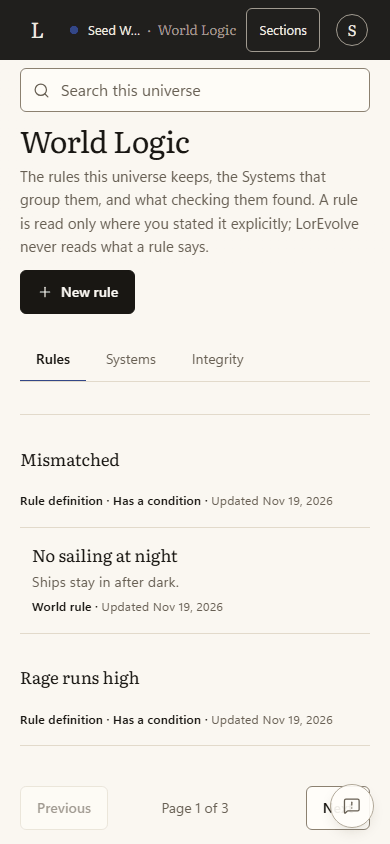 L
Seed W... · World Logic
Sections
S
Search this universe
World Logic
The rules this universe keeps, the Systems that
group them, and what checking them found. A rule
is read only where you stated it explicitly; LorEvolve
never reads what a rule says.
+ New rule
Rules
Systems
Integrity
Mismatched
Rule definition · Has a condition · Updated Nov 19, 2026
No sailing at night
Ships stay in after dark.
World rule · Updated Nov 19, 2026
Rage runs high
Rule definition · Has a condition · Updated Nov 19, 2026
Previous
Page 1 of 3